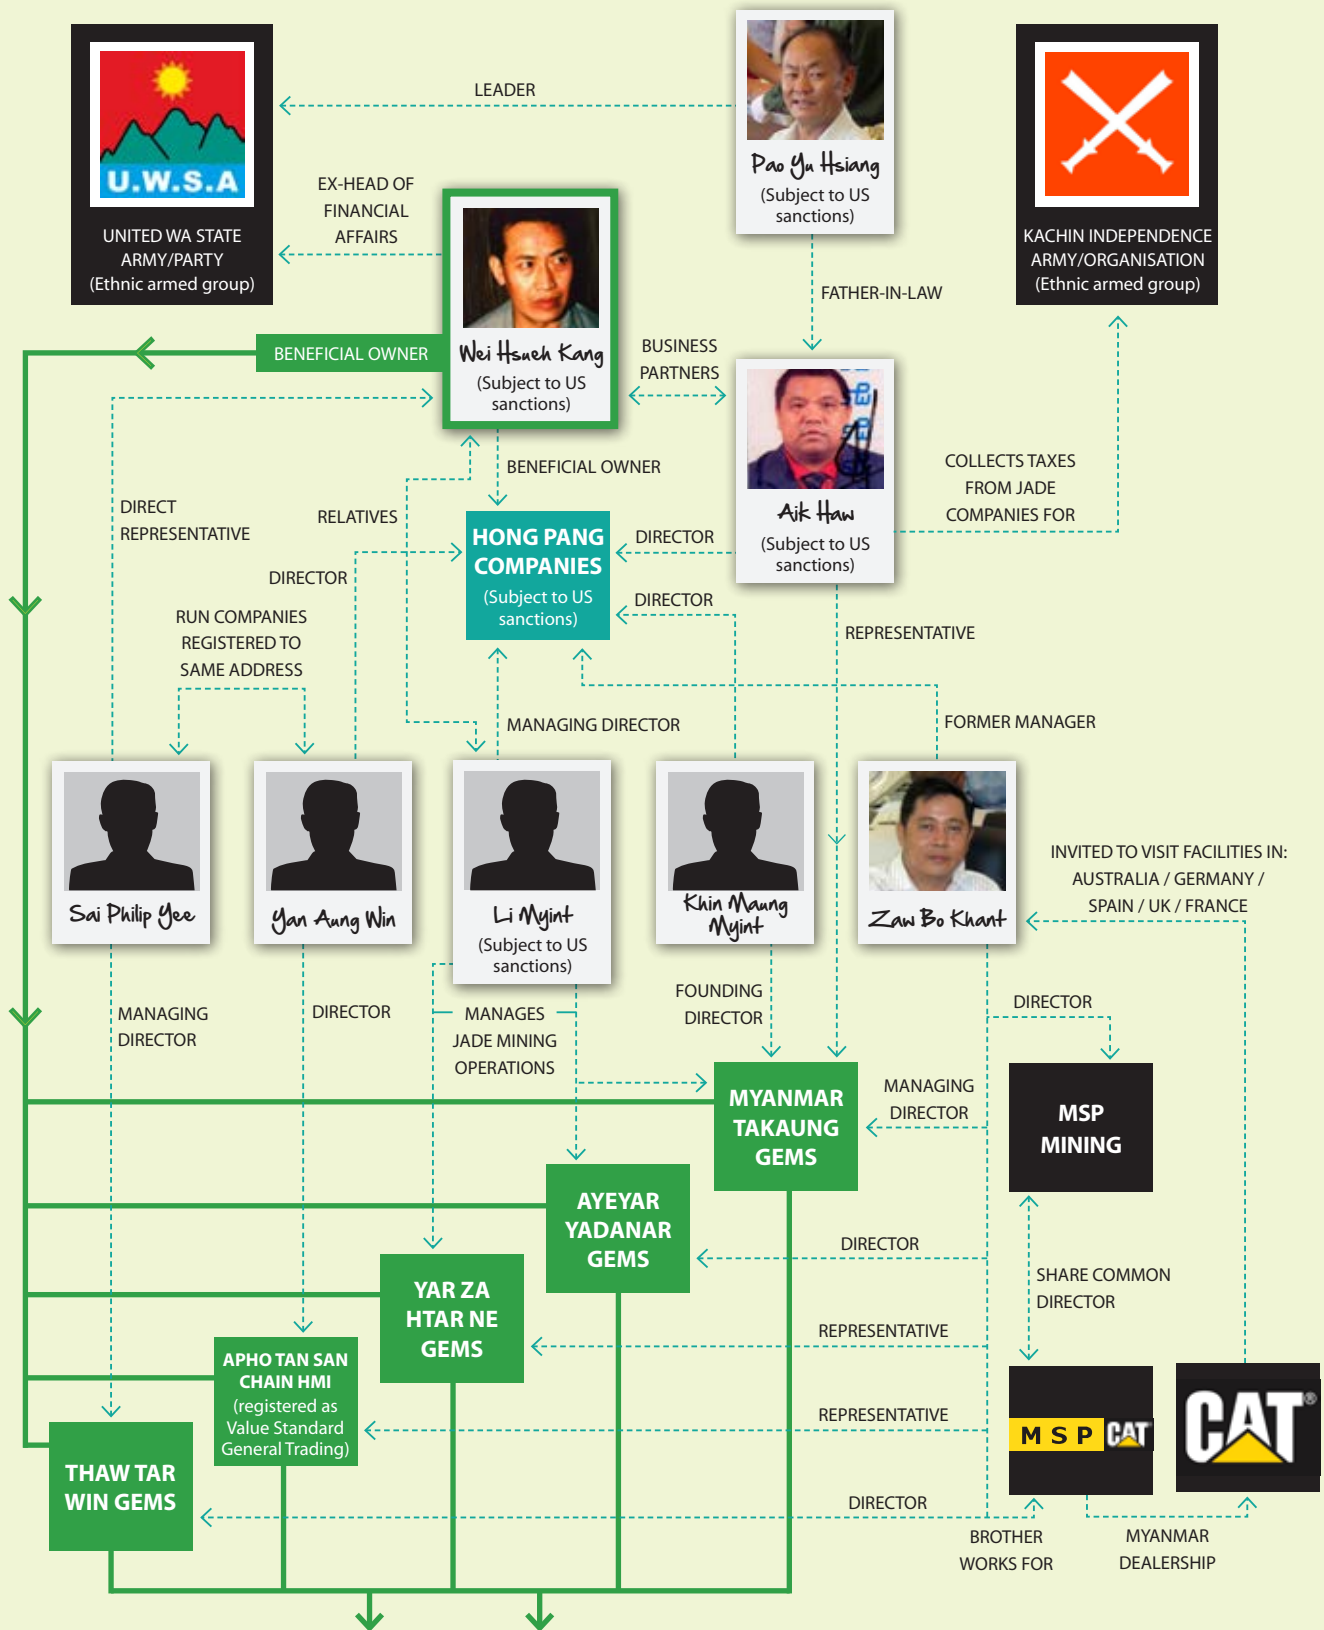 LEADER
Pao Yu Hsiang
(Subject to US
sanctions)
U.W.S.A
UNITED WA STATE
ARMY/PARTY
(Ethnic armed group)
EX-HEAD OF
FINANCIAL
AFFAIRS
KACHIN INDEPENDENCE
ARMY/ORGANISATION
(Ethnic armed group)
FATHER-IN-LAW
BENEFICIAL OWNER
Wei Hsueh Kang
(Subject to US
sanctions)
BUSINESS
PARTNERS
Aik Haw
(Subject to US
sanctions)
COLLECTS TAXES
FROM JADE
COMPANIES FOR
BENEFICIAL OWNER
DIRECT
REPRESENTATIVE
RELATIVES
HONG PANG
COMPANIES
(Subject to US
sanctions)
DIRECTOR
DIRECTOR
DIRECTOR
RUN COMPANIES
REGISTERED TO
SAME ADDRESS
REPRESENTATIVE
MANAGING DIRECTOR
FORMER MANAGER
Sai Philip Yee
Yan Aung Win
Li Myint
(Subject to US
sanctions)
Khin Maung
Myint
Zaw Bo Khant
INVITED TO VISIT FACILITIES IN:
AUSTRALIA / GERMANY /
SPAIN / UK / FRANCE
MANAGING
DIRECTOR
DIRECTOR
MANAGES
JADE MINING
OPERATIONS
FOUNDING
DIRECTOR
DIRECTOR
MYANMAR
TAKAUNG
GEMS
MANAGING
DIRECTOR
MSP
MINING
AYEYAR
YADANAR
GEMS
DIRECTOR
SHARE COMMON
DIRECTOR
YAR ZA
HTAR NE
GEMS
REPRESENTATIVE
APHO TAN SAN
CHAIN HMI
(registered as
Value Standard
General Trading)
REPRESENTATIVE
MSP CAT
CAT®
THAW TAR
WIN GEMS
DIRECTOR
BROTHER
WORKS FOR
MYANMAR
DEALERSHIP